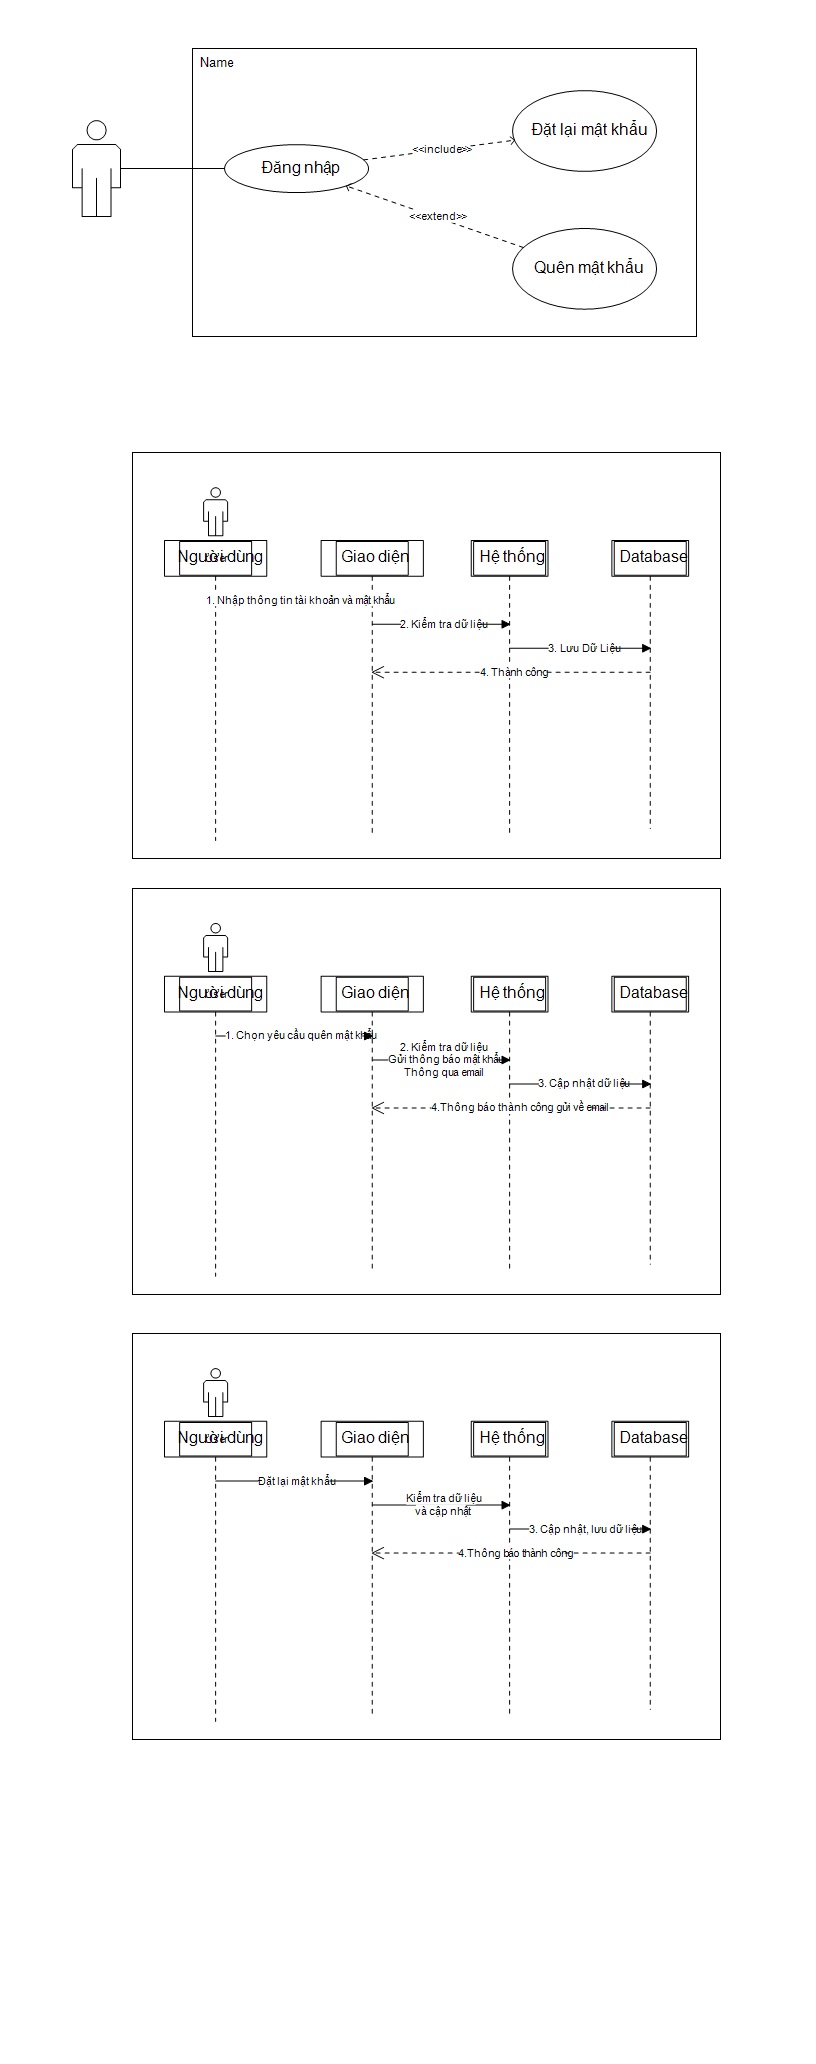 Name
Đặt lại mật khẩu
<<include>>
Đăng nhập
<<extend>>
Quên mật khẩu
Người dùng
Giao diện
Hệ thống
Database
1. Nhập thông tin tài khoản và mật khẩu
2. Kiểm tra dữ liệu
3. Lưu Dữ Liệu
4. Thành công
Người dùng
Giao diện
Hệ thống
Database
1. Chọn yêu cầu quên mật khẩu
2. Kiểm tra dữ liệu
Gửi thông báo mật khẩu
Thông qua email
3. Cập nhật dữ liệu
4.Thông báo thành công gửi về email
Người dùng
Giao diện
Hệ thống
Database
Đặt lại mật khẩu
Kiểm tra dữ liệu
và cập nhật
3. Cập nhật, lưu dữ liệu
4.Thông báo thành công